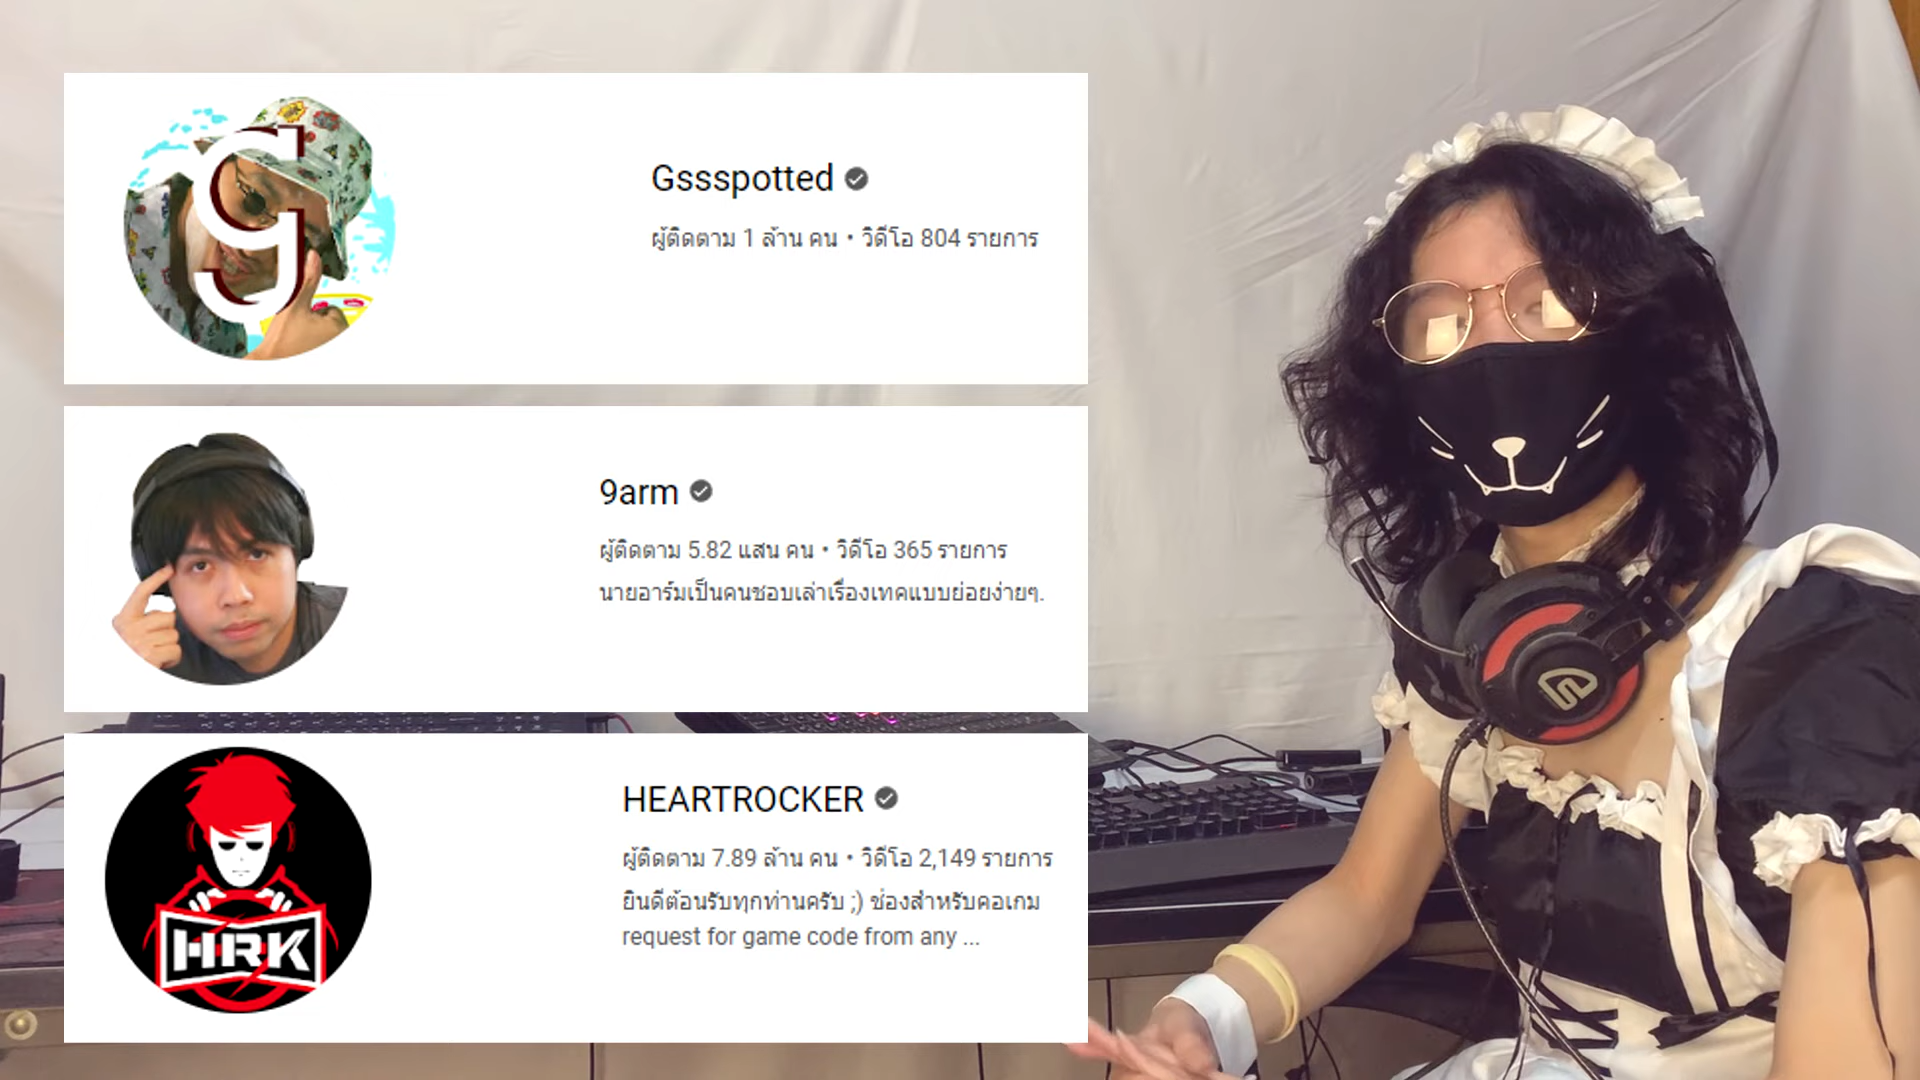 g
Gssspotted
ผู้ติดตาม 1 ล้าน คน • วิดีโอ 804 รายการ
9arm
ผู้ติดตาม 5.82 แสน คน • วิดีโอ 365 รายการ
นายอาร์มเป็นคนชอบเล่าเรื่องเทคแบบย่อยง่ายๆ.
HRK
HEARTROCKER
ผู้ติดตาม 7.89 ล้าน คน • วิดีโอ 2,149 รายการ
ยินดีต้อนรับทุกท่านครับ ;) ช่องสำหรับคอเกม
request for game code from any ...